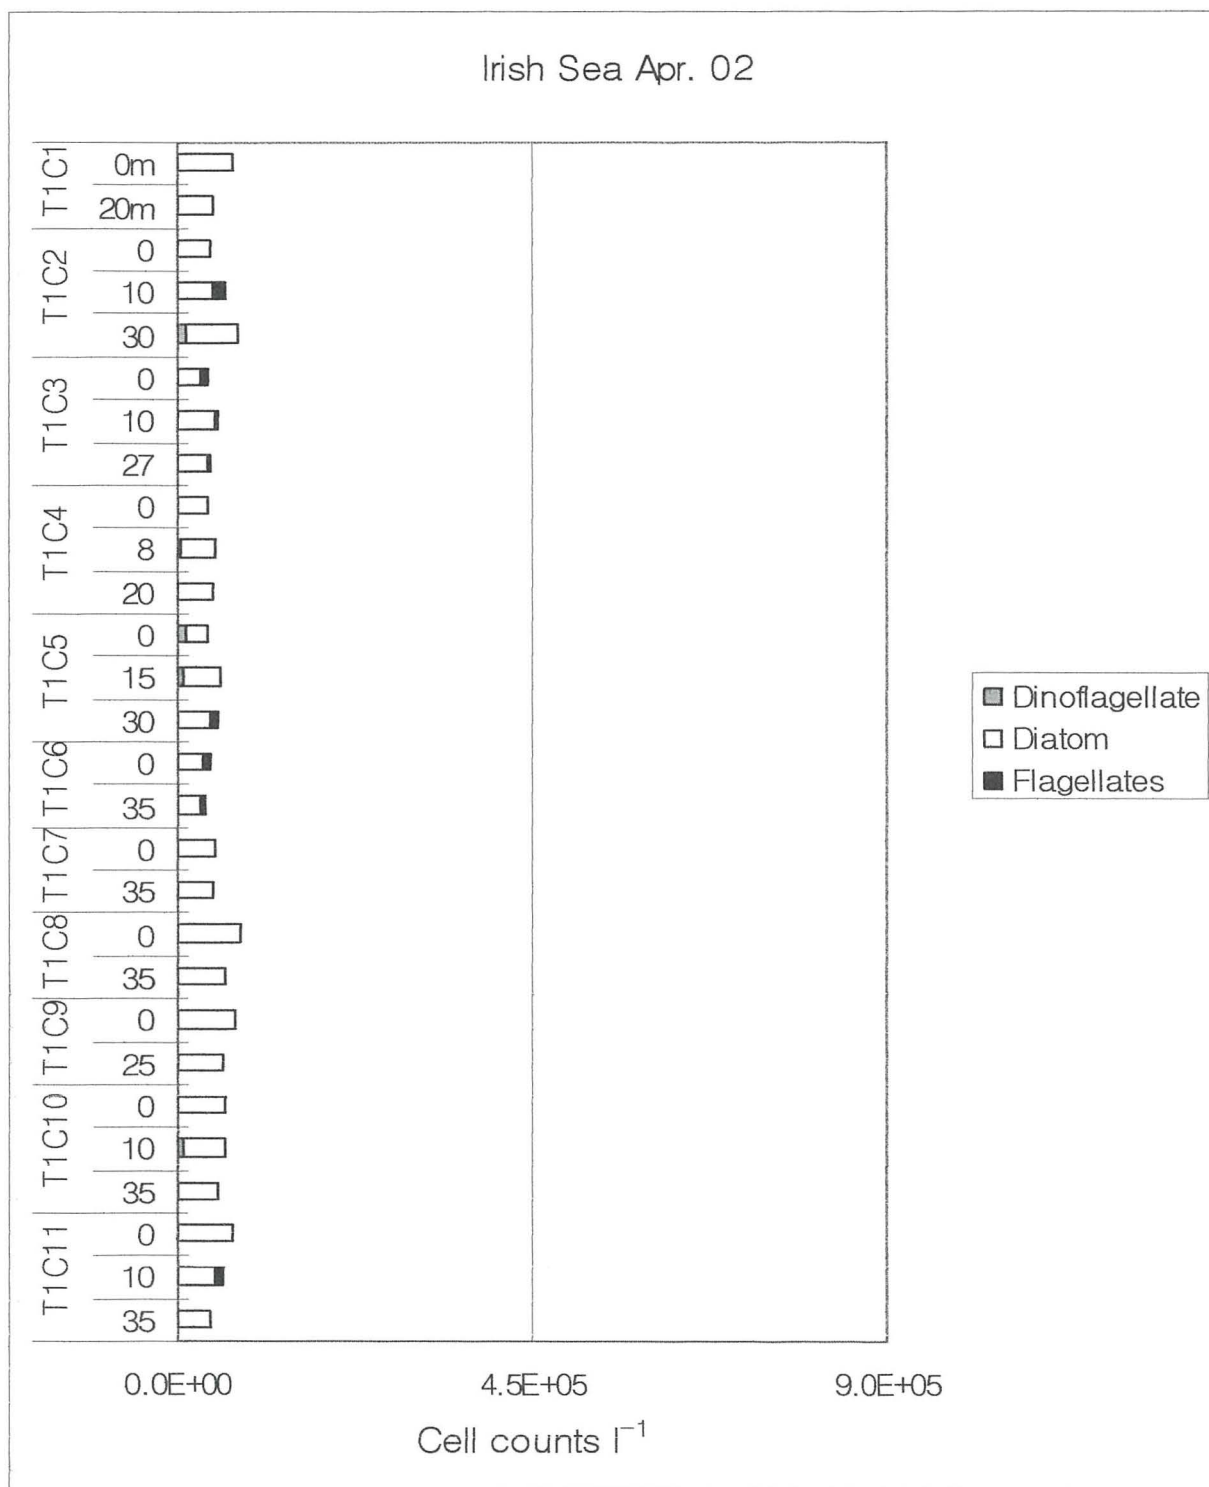 Irish Sea Apr. 02
T1C1
0m
20m
T1C2
0
10
30
T1C3
0
10
27
T1C4
0
8
20
T1C5
0
15
30
T1C6
0
35
T1C7
0
35
T1C8
0
35
T1C9
0
25
T1C10
0
10
35
T1C11
0
10
35
Dinoflagellate
Diatom
Flagellates
0.0E+00 4.5E+05 9.0E+05
Cell counts l⁻¹